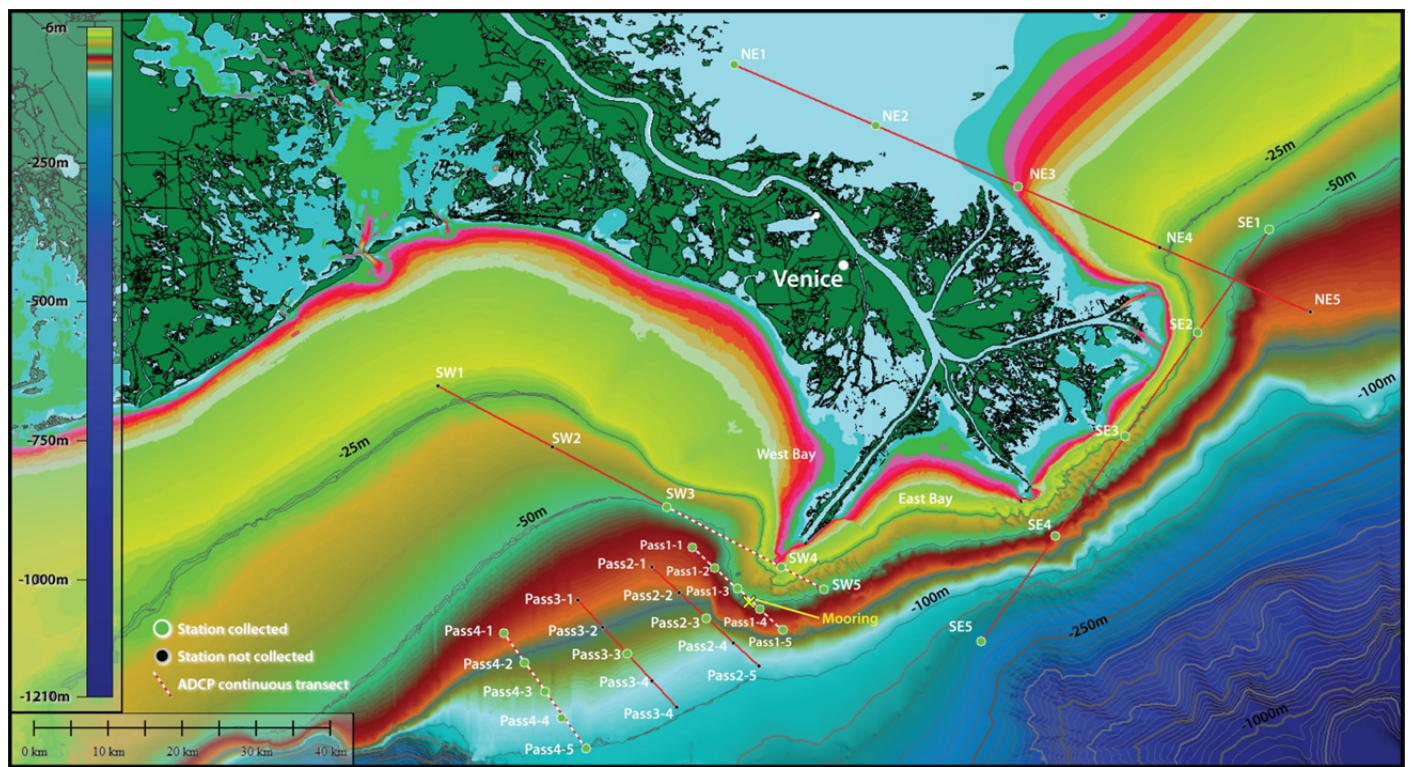 -6m
-250m
-500m
-750m
-1000m
-1210m
NE1
NE2
NE3
NE4
NE5
-25m
-50m
SE1
SE2
SE3
SE4
SE5
-100m
Venice
SW1
SW2
SW3
SW4
SW5
-25m
-50m
West Bay
East Bay
Pass1-1
Pass1-2
Pass1-3
Pass1-4
Pass1-5
Mooring
Pass2-1
Pass2-2
Pass2-3
Pass2-4
Pass2-5
Pass3-1
Pass3-2
Pass3-3
Pass3-4
Pass3-4
Pass4-1
Pass4-2
Pass4-3
Pass4-4
Pass4-5
-100m
-250m
-1000m
Station collected
Station not collected
ADCP continuous transect
0 km 10 km 20 km 30 km 40 km